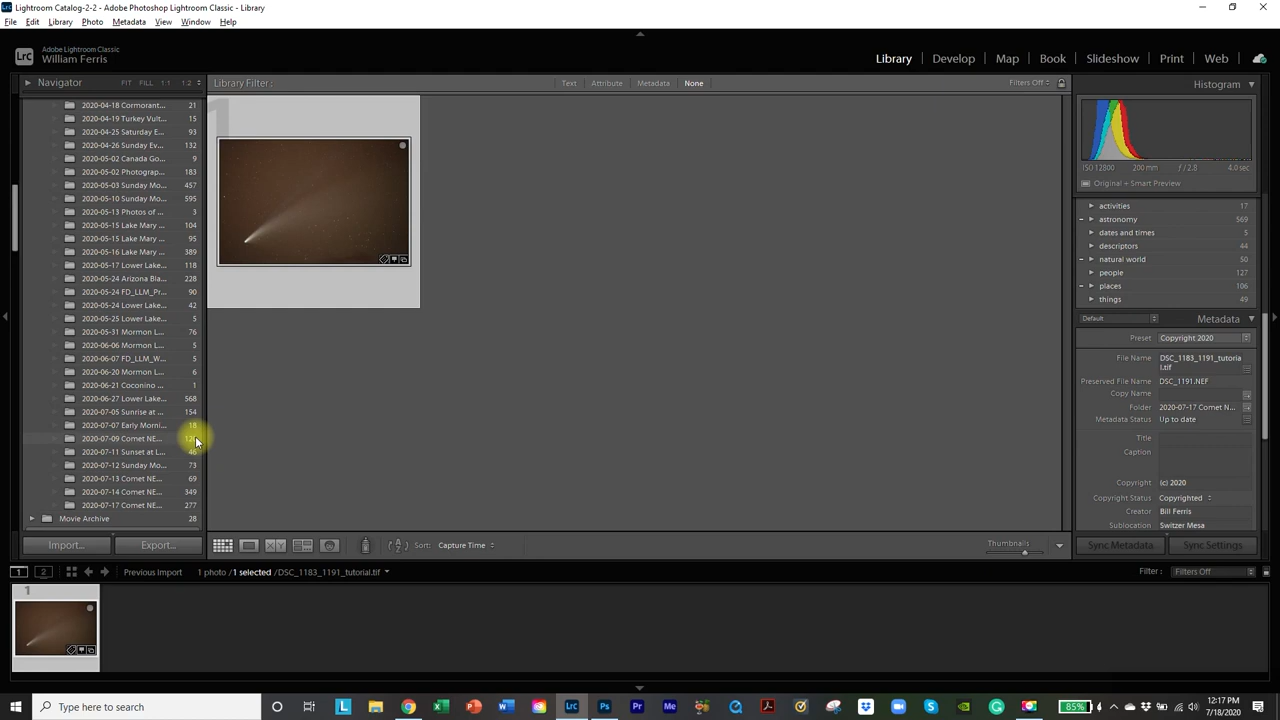 Lightroom Catalog-2-2 - Adobe Photoshop Lightroom Classic - Library
File Edit Library Photo Metadata View Window Help
Lrc
Adobe Lightroom Classic
William Ferris
Library Develop Map Book Slideshow Print Web
Navigator FIT FILL 1:1 1:2
Library Filter: Text Attribute Metadata None Filters Off
Histogram
2020-04-18 Cormorant... 21
2020-04-19 Turkey Vult... 15
2020-04-25 Saturday E... 93
2020-04-26 Sunday Ev... 132
2020-05-02 Canada Go... 9
2020-05-02 Photograp... 183
2020-05-03 Sunday Mo... 457
2020-05-10 Sunday Mo... 595
2020-05-13 Photos of ... 3
2020-05-15 Lake Mary ... 104
2020-05-15 Lake Mary ... 95
2020-05-16 Lake Mary ... 389
2020-05-17 Lower Lake... 118
2020-05-24 Arizona Bla... 228
2020-05-24 FD_LLM_Pr... 90
2020-05-24 Lower Lake... 42
2020-05-25 Lower Lake... 5
2020-05-31 Mormon L... 76
2020-06-06 Mormon L... 5
2020-06-07 FD_LLM_W... 5
2020-06-20 Mormon L... 6
2020-06-21 Coconino ... 1
2020-06-27 Lower Lake... 568
2020-07-05 Sunrise at ... 154
2020-07-07 Early Morni... 18
2020-07-09 Comet NE...
2020-07-11 Sunset at L... 46
2020-07-12 Sunday Mo... 73
2020-07-13 Comet NE... 69
2020-07-14 Comet NE... 349
2020-07-17 Comet NE... 277
Movie Archive 28
1
ISO 12800 200 mm f / 2.8 4.0 sec
Original + Smart Preview
activities 17
astronomy 569
dates and times 5
descriptors 44
natural world 50
people 127
places 106
things 49
Default Metadata
Preset Copyright 2020
File Name DSC_1183_1191_tutoria
l.tif
Preserved File Name DSC_1191.NEF
Copy Name
Folder 2020-07-17 Comet N...
Metadata Status Up to date
Title
Caption
Copyright (c) 2020
Copyright Status Copyrighted
Creator Bill Ferris
Sublocation Switzer Mesa
Import... Export...
Sort: Capture Time
Thumbnails
Sync Metadata Sync Settings
1 2 Previous Import 1 photo / 1 selected / DSC_1183_1191_tutorial.tif
Filter : Filters Off
1
Type here to search
85%
12:17 PM
7/18/2020